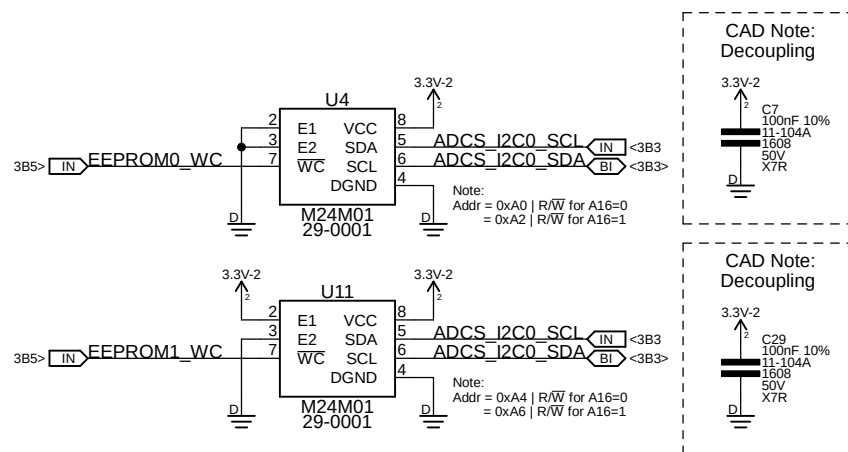 CAD Note:
Decoupling
3.3V-2
2
C7
100nF 10%
11-104A
1608
50V
X7R
D
U4
3.3V-2
2
2 E1 VCC 8
3 E2 SDA 5 ADCS_I2C0_SCL IN <3B3
3B5> IN EEPROM0_WC 7 WC SCL 6 ADCS_I2C0_SDA BI <3B3>
DGND 4
Note:
Addr = 0xA0 | R/W for A16=0
= 0xA2 | R/W for A16=1
D
D
M24M01
29-0001
CAD Note:
Decoupling
3.3V-2
2
C29
100nF 10%
11-104A
1608
50V
X7R
D
3.3V-2
2
U11
3.3V-2
2
2 E1 VCC 8
3 E2 SDA 5 ADCS_I2C0_SCL IN <3B3
3B5> IN EEPROM1_WC 7 WC SCL 6 ADCS_I2C0_SDA BI <3B3>
DGND 4
Note:
Addr = 0xA4 | R/W for A16=0
= 0xA6 | R/W for A16=1
D
D
M24M01
29-0001